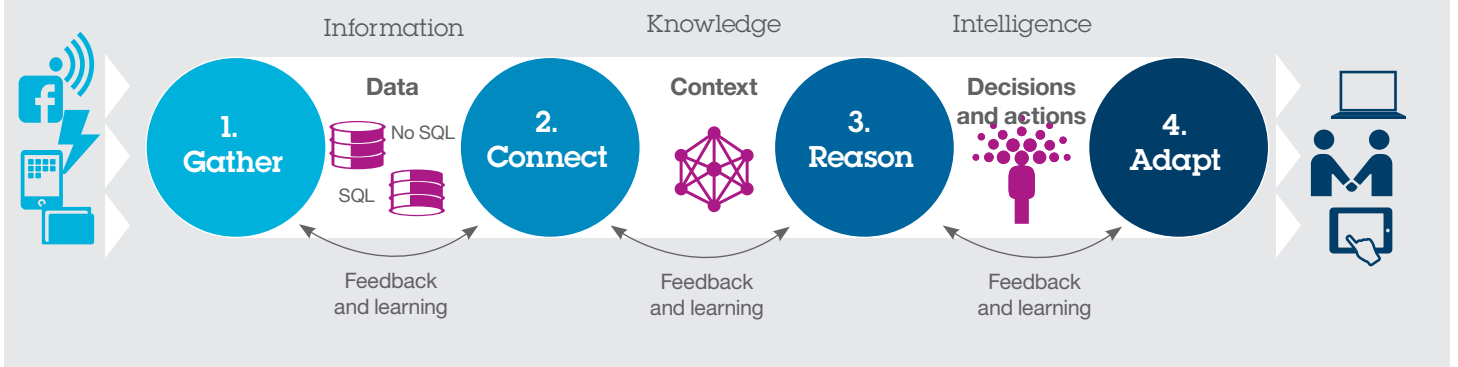 Information
Knowledge
Intelligence
1.
Gather
Data
No SQL
SQL
2.
Connect
Context
3.
Reason
Decisions
and actions
4.
Adapt
Feedback
and learning
Feedback
and learning
Feedback
and learning